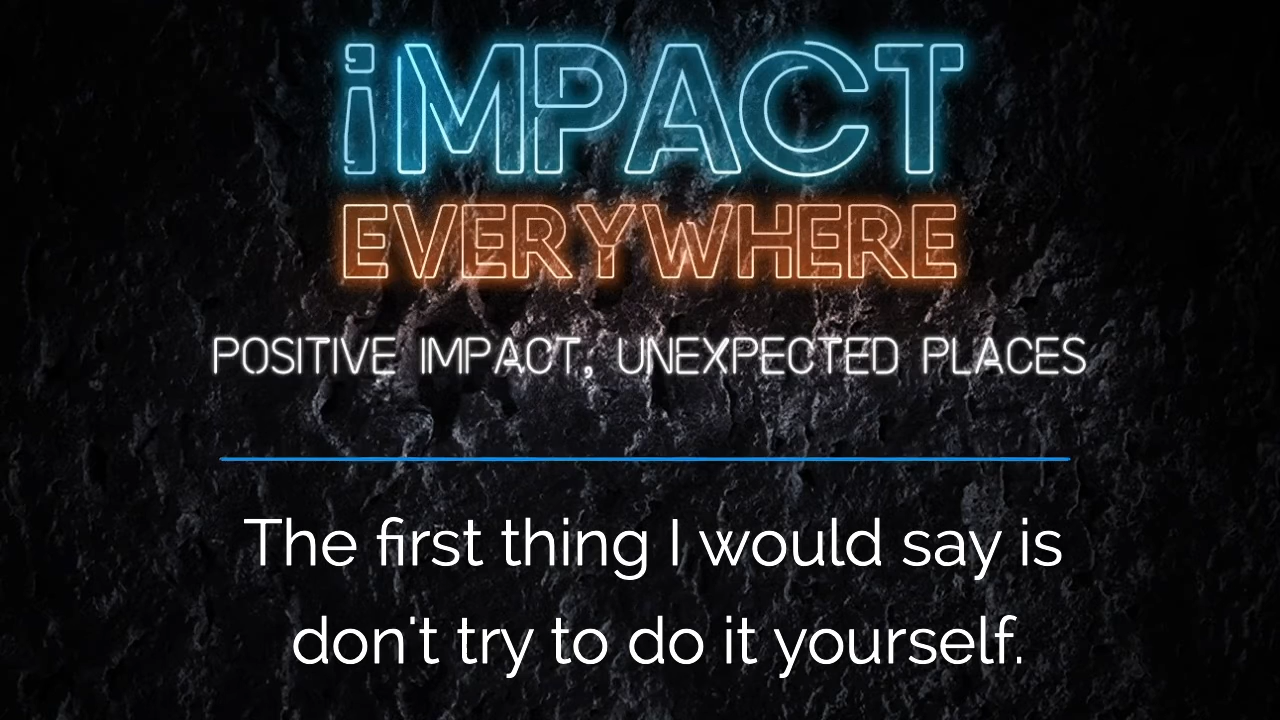 iMPACT
EVERYWHERE
POSITIVE IMPACT, UNEXPECTED PLACES
The first thing I would say is
don't try to do it yourself.